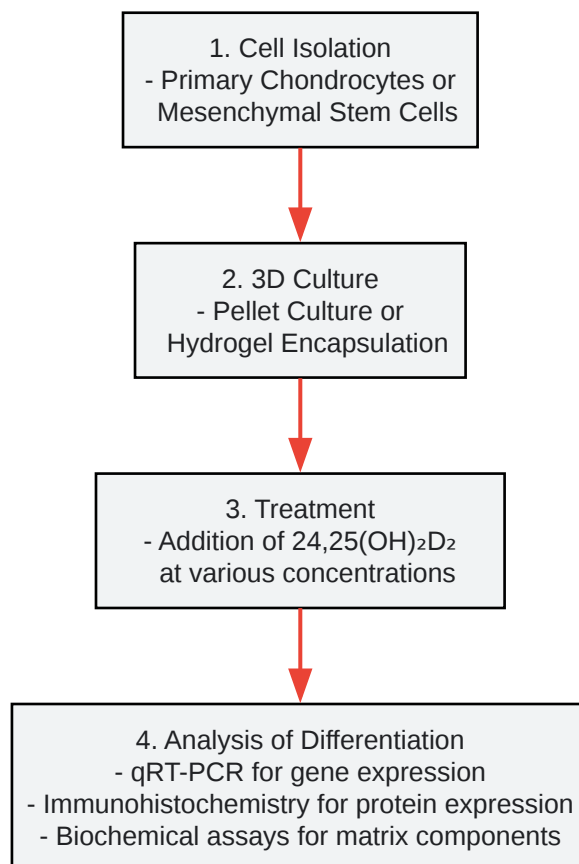 1. Cell Isolation
- Primary Chondrocytes or
Mesenchymal Stem Cells
2. 3D Culture
- Pellet Culture or
Hydrogel Encapsulation
3. Treatment
- Addition of 24,25(OH)₂D₂
at various concentrations
4. Analysis of Differentiation
- qRT-PCR for gene expression
- Immunohistochemistry for protein expression
- Biochemical assays for matrix components